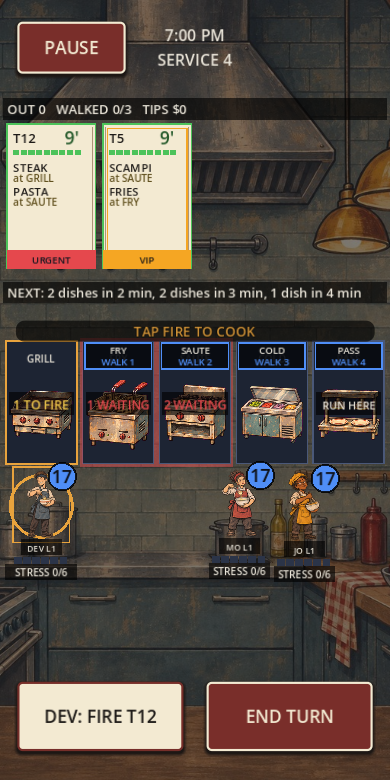 PAUSE
7:00 PM
SERVICE 4
OUT 0 WALKED 0/3 TIPS $0
T12 9'
STEAK
at GRILL
PASTA
at SAUTE
URGENT
T5 9'
SCAMPI
at SAUTE
FRIES
at FRY
VIP
NEXT: 2 dishes in 2 min, 2 dishes in 3 min, 1 dish in 4 min
TAP FIRE TO COOK
GRILL
1 TO FIRE
FRY
WALK 1
1 WAITING
SAUTE
WALK 2
2 WAITING
COLD
WALK 3
PASS
WALK 4
RUN HERE
17
DEV L1
STRESS 0/6
17
MO L1
STRESS 0/6
17
JO L1
STRESS 0/6
DEV: FIRE T12
END TURN